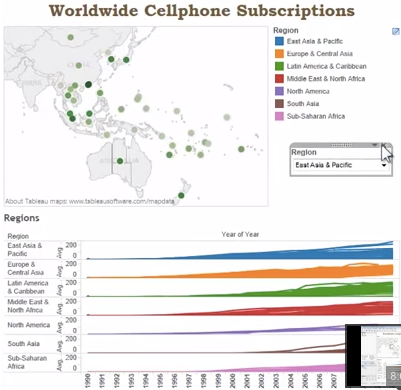 Worldwide Cellphone Subscriptions
Region
East Asia & Pacific
Europe & Central Asia
Latin America & Caribbean
Middle East & North Africa
North America
South Asia
Sub-Saharan Africa
Region
East Asia & Pacific
About Tableau maps: www.tableausoftware.com/mapdata
Regions
Year of Year
Region
East Asia &
Pacific
Avg.
200
0
Europe &
Central Asia
Avg.
200
0
Latin America
& Caribbean
Avg.
200
0
Middle East &
North Africa
Avg.
200
0
North America
Avg.
200
0
South Asia
Avg.
200
0
Sub-Saharan
Africa
Avg.
200
0
1990 1991 1992 1993 1994 1995 1996 1997 1998 1999 2000 2001 2002 2003 2004 2005 2006 2007